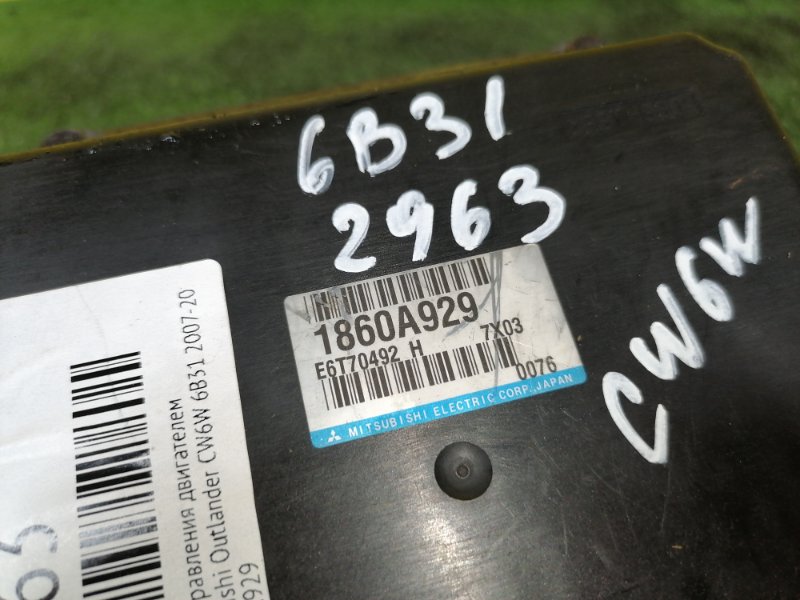 6B31
2963
CW6W
1860A929
E6T70492 H 7X03
0076
MITSUBISHI ELECTRIC CORP. JAPAN
равления двигателем
shi Outlander CW6W 6B31 2007-20
929